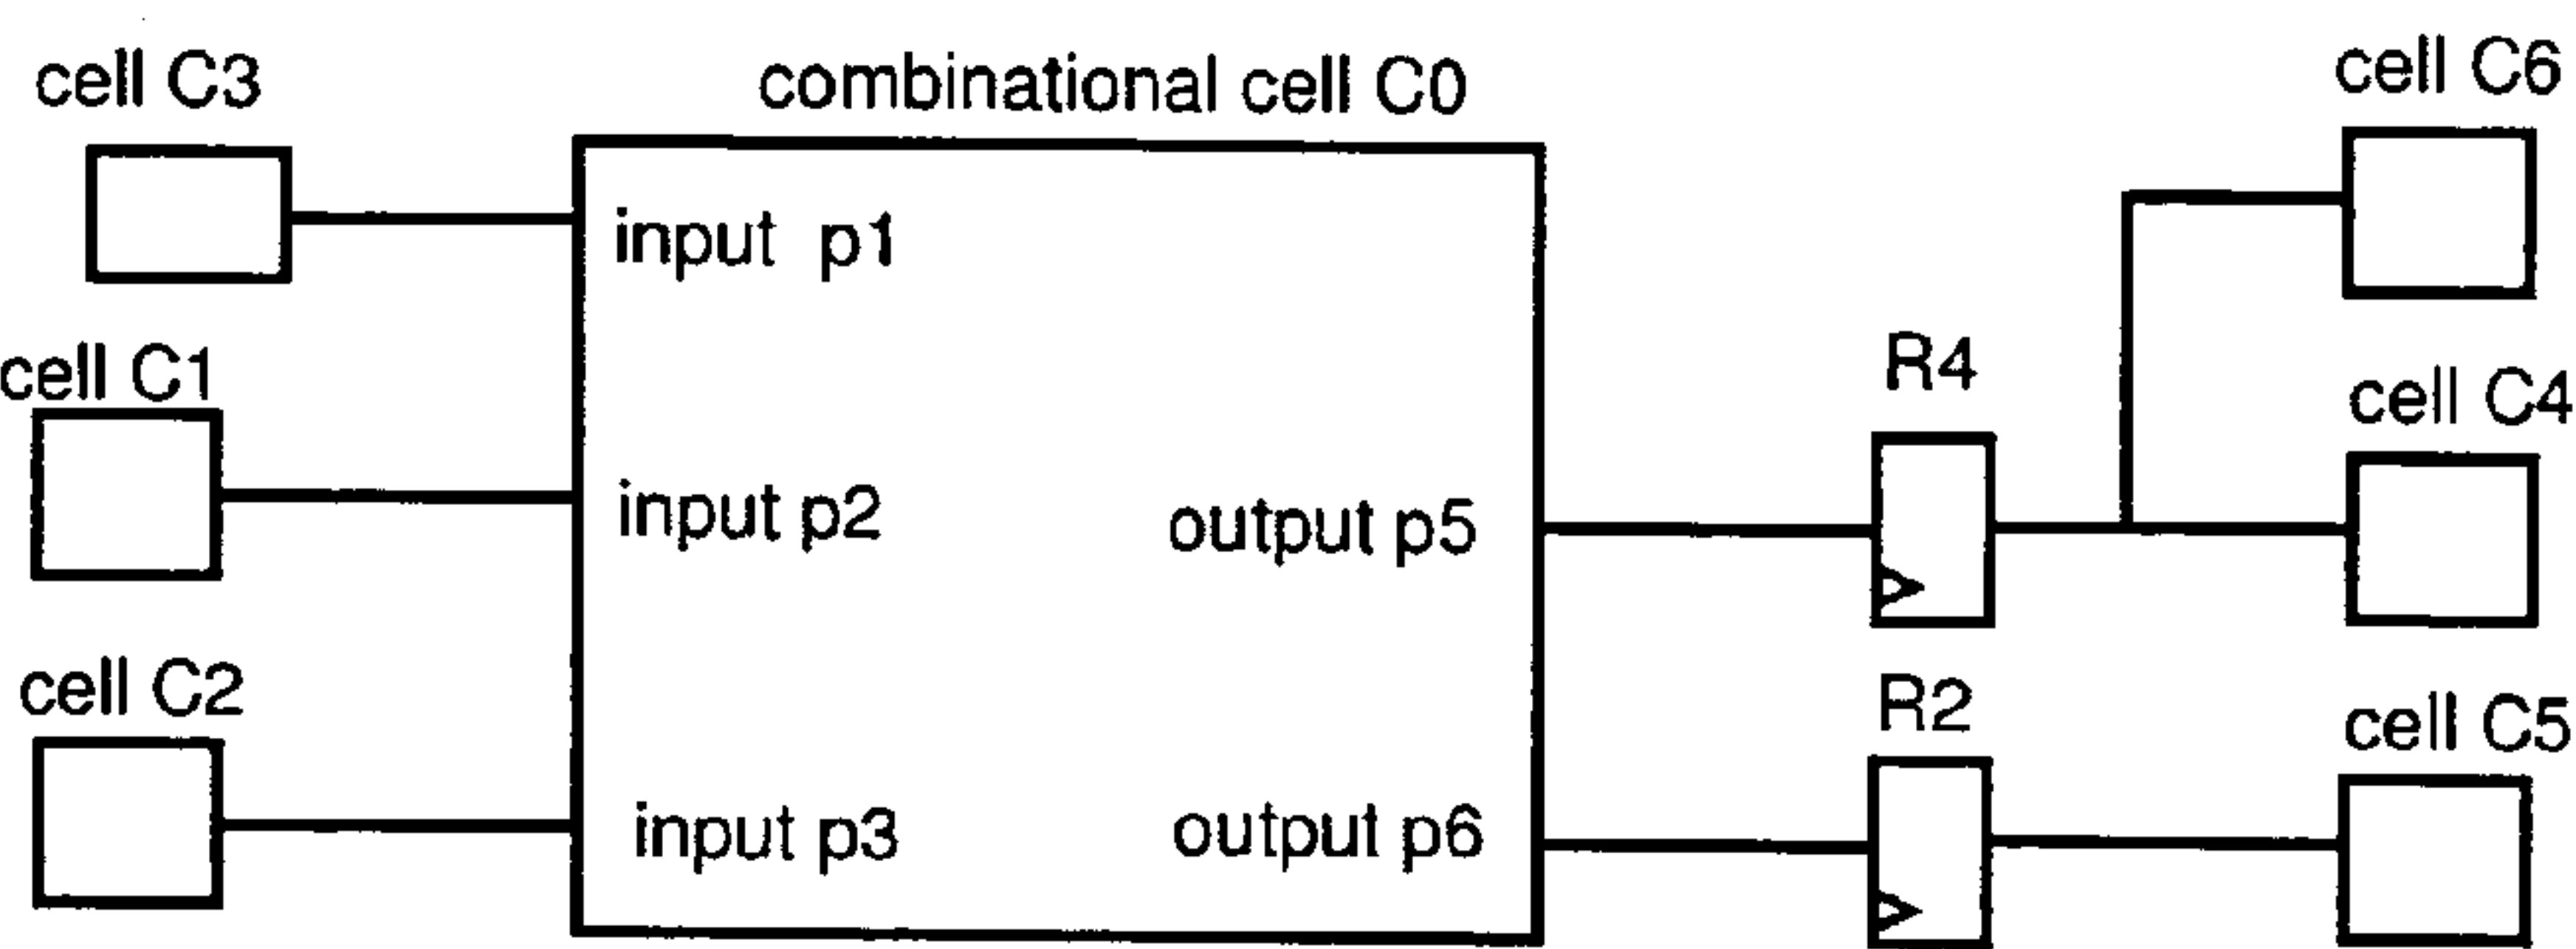 cell C3
combinational cell C0
cell C6
input p1
R4
cell C1
cell C4
input p2
output p5
cell C2
R2
cell C5
input p3
output p6